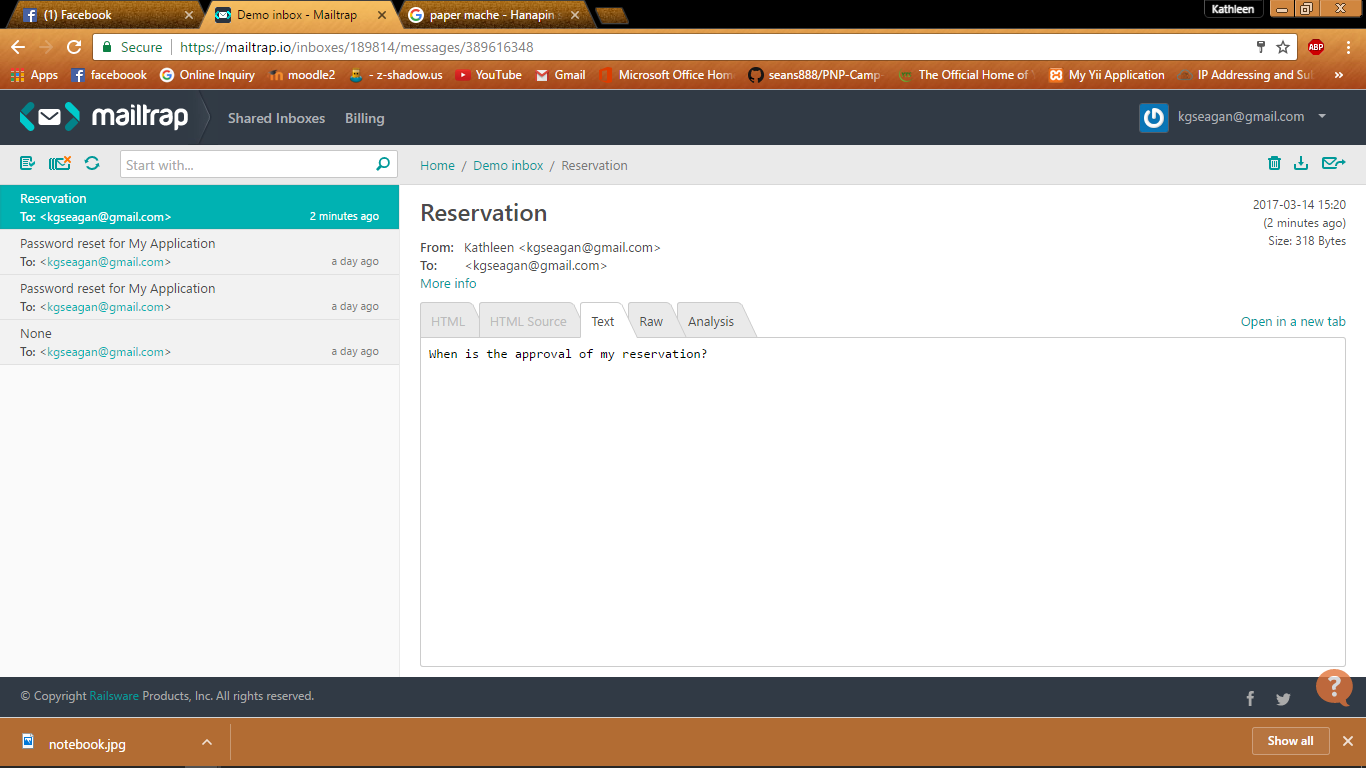 (1) Facebook
Demo inbox - Mailtrap
paper mache - Hanapin
Kathleen
Secure
https://mailtrap.io/inboxes/189814/messages/389616348
ABP
Apps
faceboook
Online Inquiry
moodle2
- z-shadow.us
YouTube
Gmail
Microsoft Office Hom
seans888/PNP-Camp
The Official Home of
My Yii Application
IP Addressing and Su
»
mailtrap
Shared Inboxes
Billing
kgseagan@gmail.com
Start with...
Home / Demo inbox / Reservation
Reservation
To: <kgseagan@gmail.com>
2 minutes ago
Password reset for My Application
To: <kgseagan@gmail.com>
a day ago
Password reset for My Application
To: <kgseagan@gmail.com>
a day ago
None
To: <kgseagan@gmail.com>
a day ago
Reservation
2017-03-14 15:20
(2 minutes ago)
Size: 318 Bytes
From: Kathleen <kgseagan@gmail.com>
To: <kgseagan@gmail.com>
More info
HTML
HTML Source
Text
Raw
Analysis
Open in a new tab
When is the approval of my reservation?
© Copyright Railsware Products, Inc. All rights reserved.
?
notebook.jpg
Show all